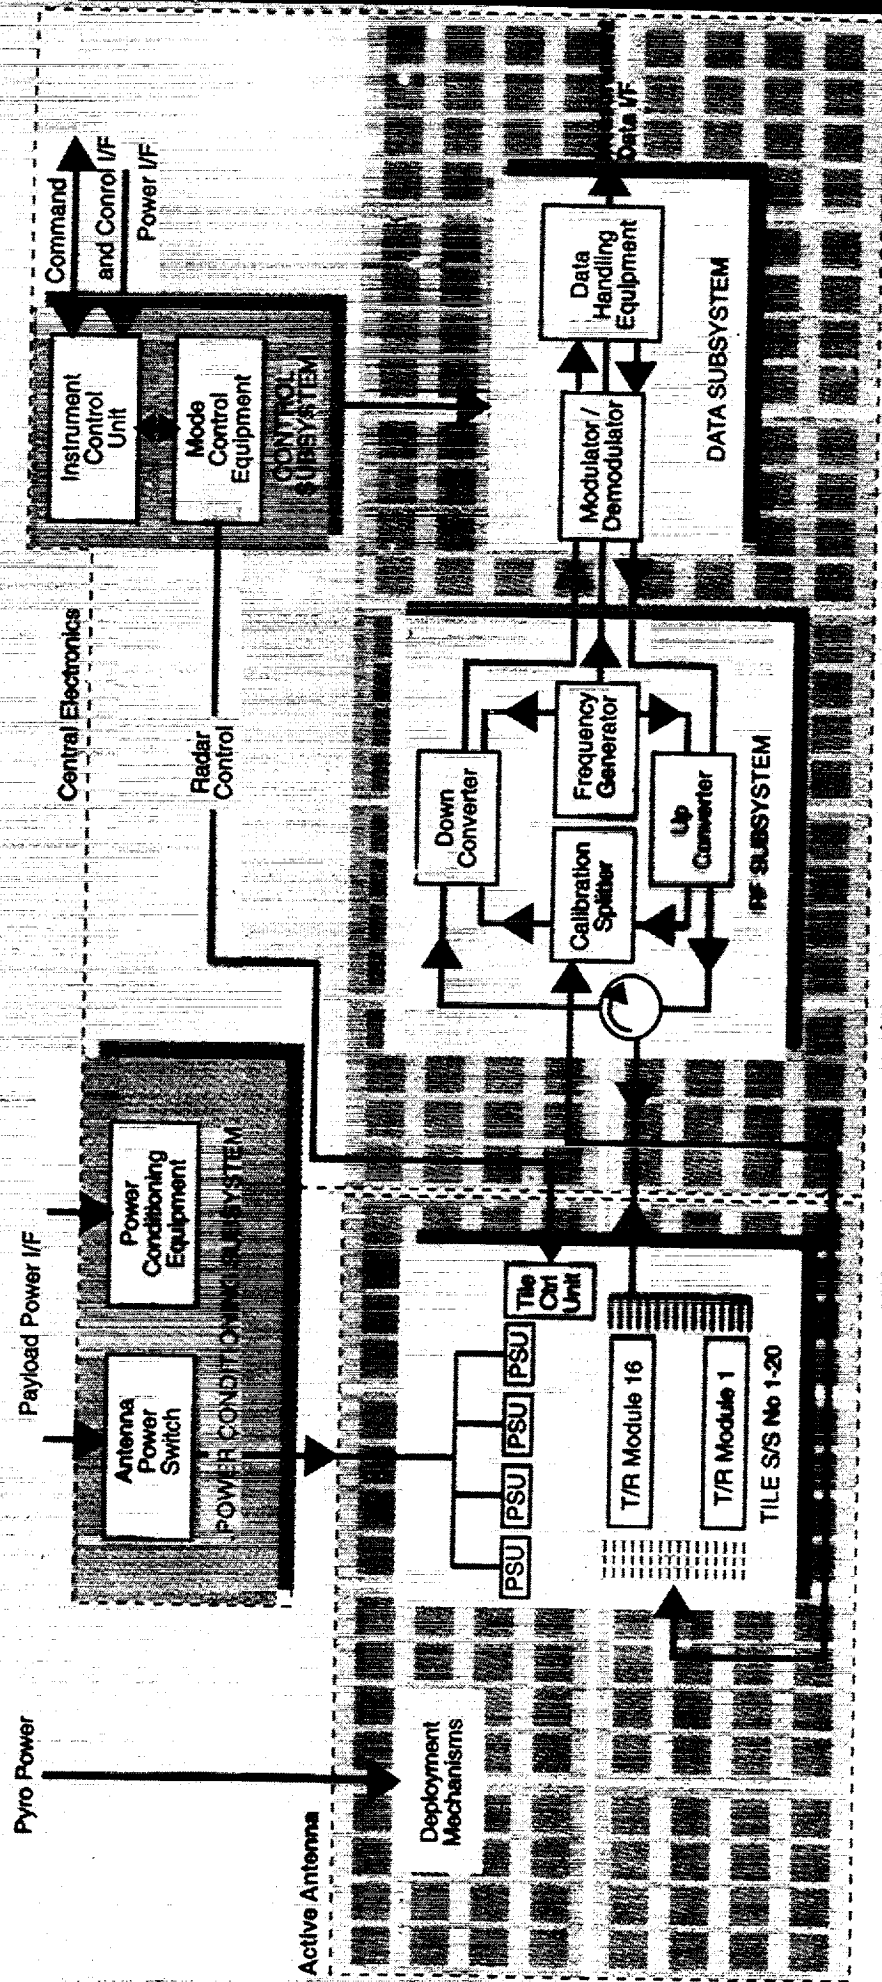 Pyro Power
Payload Power I/F
Central Electronics
Command
and Conrol I/F
Power I/F
Antenna
Power
Switch
Power
Conditioning
Equipment
POWER CONDITIONING SUBSYSTEM
Radar
Control
Instrument
Control
Unit
Mode
Control
Equipment
CONTROL
SUBSYSTEM
Active Antenna
Deployment
Mechanisms
PSU
PSU
PSU
PSU
Tile
Ctrl
Unit
T/R Module 16
T/R Module 1
TILE S/S No 1-20
Down
Converter
Calibration
Splitter
Frequency
Generator
Up
Converter
RF SUBSYSTEM
Modulator /
Demodulator
Data
Handling
Equipment
DATA SUBSYSTEM
Data I/F